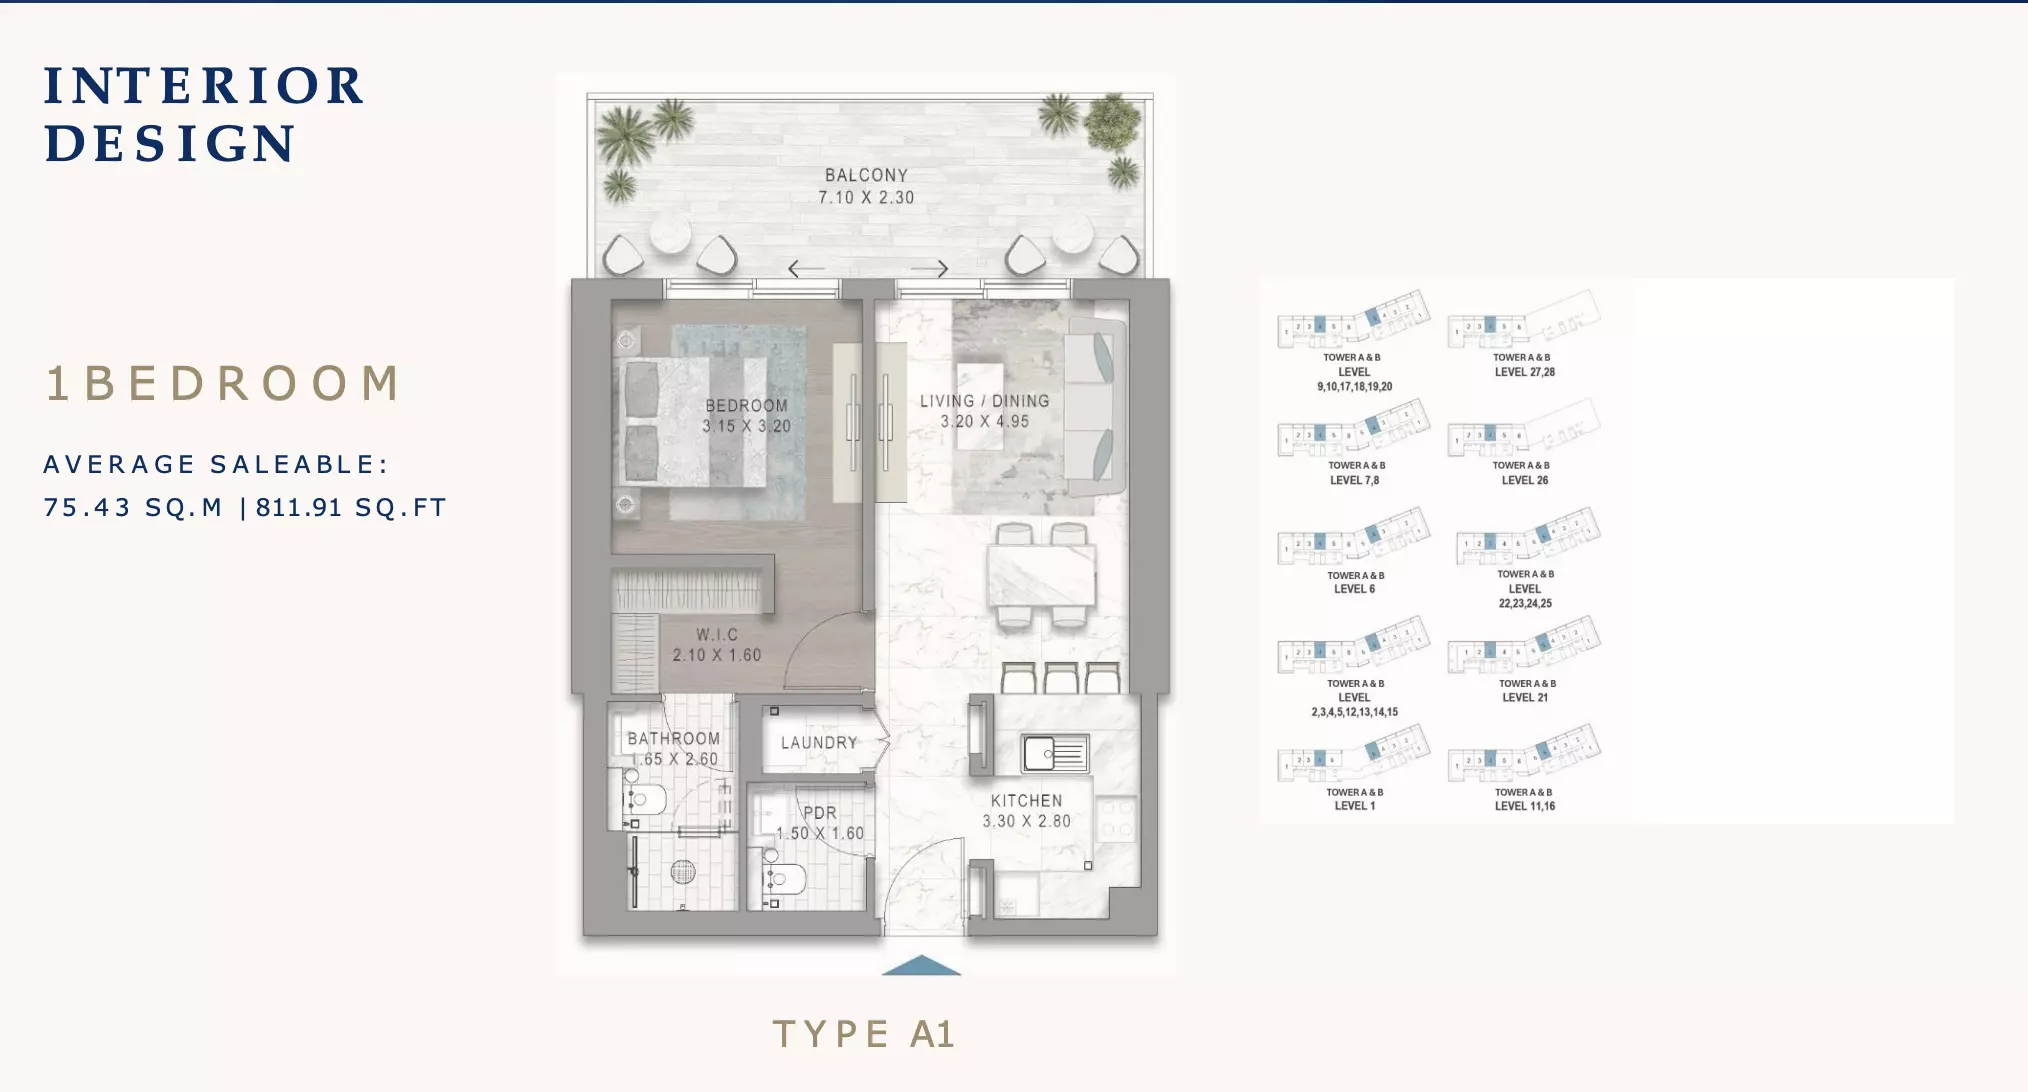 INTERIOR
DESIGN
1BEDROOM
AVERAGE SALEABLE:
75.43 SQ.M | 811.91 SQ.FT
BALCONY
7.10 X 2.30
BEDROOM
3.15 X 3.20
LIVING / DINING
3.20 X 4.95
W.I.C
2.10 X 1.60
BATHROOM
1.65 X 2.60
LAUNDRY
PDR
1.50 X 1.60
KITCHEN
3.30 X 2.80
TYPE A1
TOWER A & B
LEVEL
9,10,17,18,19,20
TOWER A & B
LEVEL 27,28
TOWER A & B
LEVEL 7,8
TOWER A & B
LEVEL 26
TOWER A & B
LEVEL 6
TOWER A & B
LEVEL
22,23,24,25
TOWER A & B
LEVEL
2,3,4,5,12,13,14,15
TOWER A & B
LEVEL 21
TOWER A & B
LEVEL 1
TOWER A & B
LEVEL 11,16